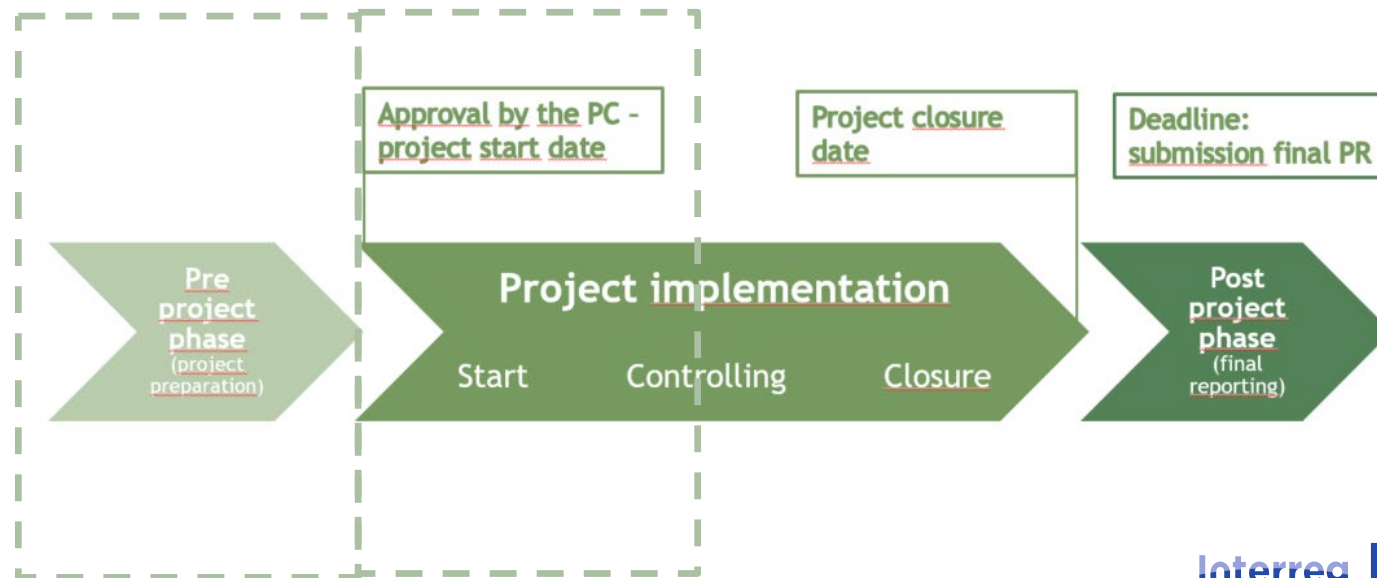 Approval by the PC –
project start date
Project closure
date
Deadline:
submission final PR
Pre
project
phase
(project
preparation)
Project implementation
Start Controlling Closure
Post
project
phase
(final
reporting)
Interreg